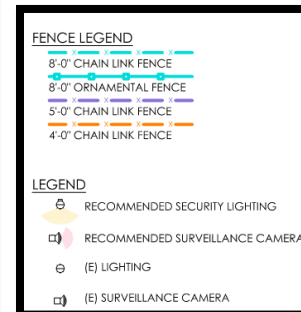 FENCE LEGEND
8'-0" CHAIN LINK FENCE
8'-0" ORNAMENTAL FENCE
5'-0" CHAIN LINK FENCE
4'-0" CHAIN LINK FENCE
LEGEND
RECOMMENDED SECURITY LIGHTING
RECOMMENDED SURVEILLANCE CAMERA
(E) LIGHTING
(E) SURVEILLANCE CAMERA